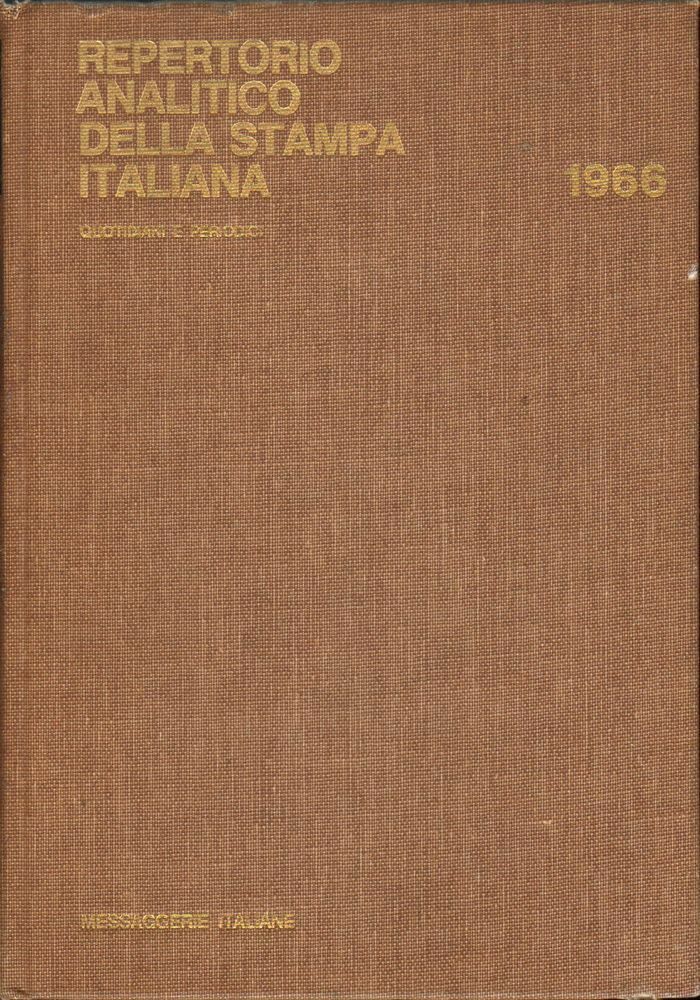 REPERTORIO
ANALITICO
DELLA STAMPA
ITALIANA
1966
QUOTIDIANI E PERIODICI
MESSAGGERIE ITALIANE